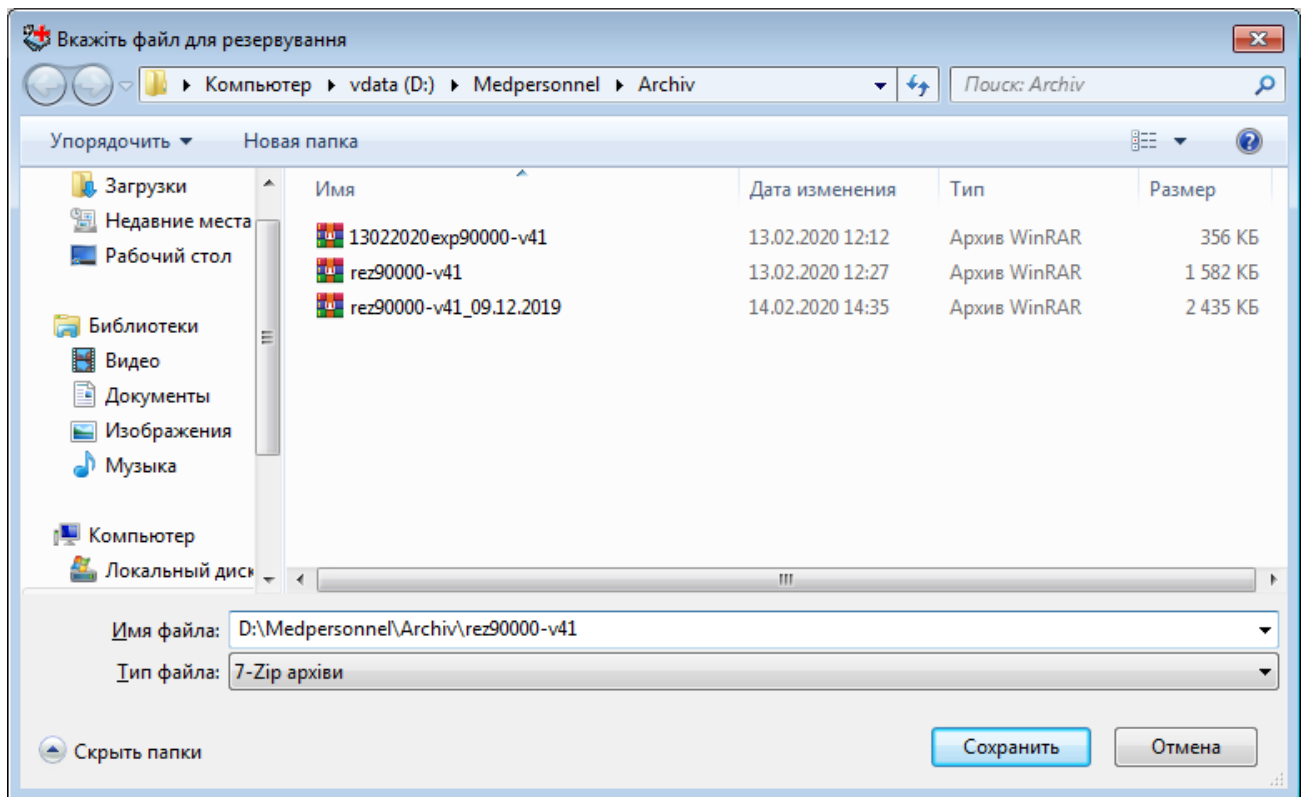 Вкажіть файл для резервування
Компьютер vdata (D:) Medpersonnel Archiv Поиск: Archiv
Упорядочить Новая папка
Загрузки
Недавние места
Рабочий стол
Библиотеки
Видео
Документы
Изображения
Музыка
Компьютер
Локальный диск
Имя Дата изменения Тип Размер
13022020exp90000-v41 13.02.2020 12:12 Архив WinRAR 356 КБ
rez90000-v41 13.02.2020 12:27 Архив WinRAR 1 582 КБ
rez90000-v41_09.12.2019 14.02.2020 14:35 Архив WinRAR 2 435 КБ
Имя файла: D:\Medpersonnel\Archiv\rez90000-v41
Тип файла: 7-Zip архіви
Скрыть папки Сохранить Отмена